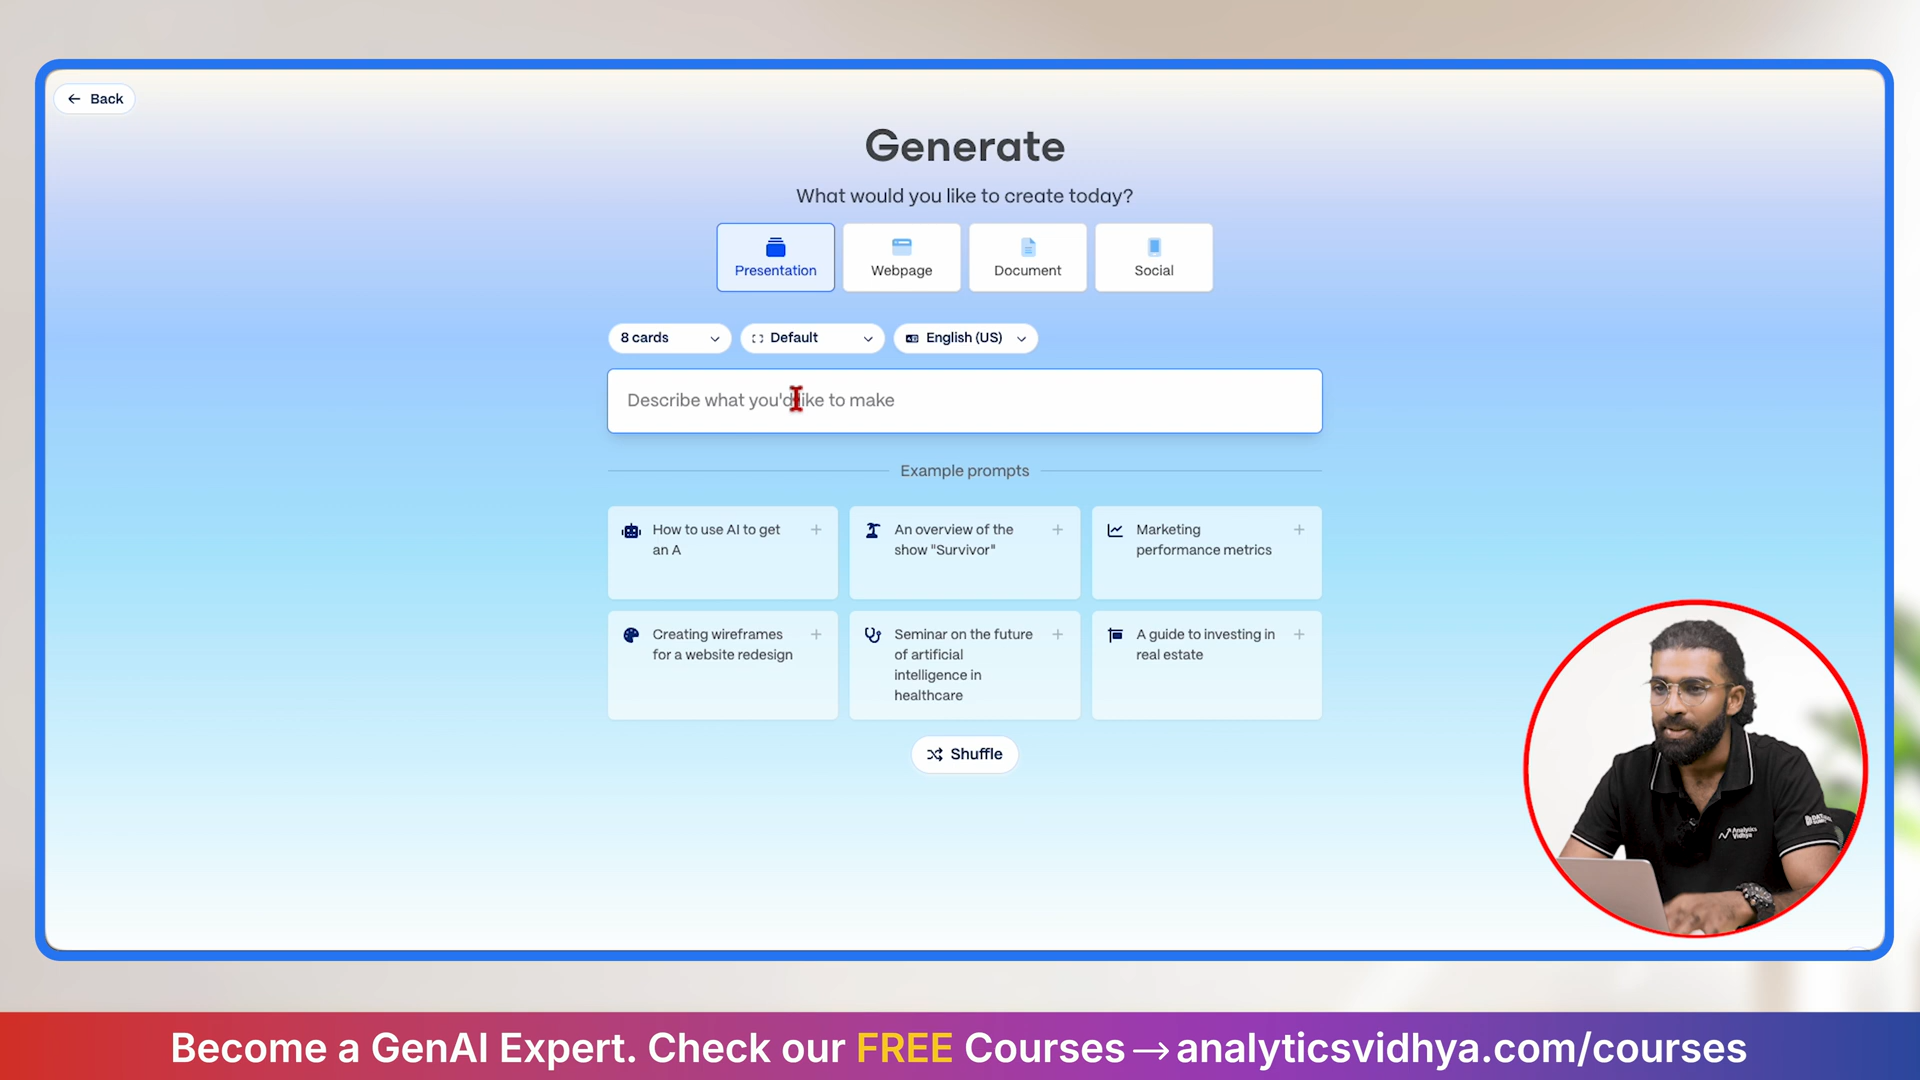 Back
Generate
What would you like to create today?
Presentation
Webpage
Document
Social
8 cards
Default
English (US)
Describe what you'd like to make
Example prompts
How to use AI to get
an A
An overview of the
show "Survivor"
Marketing
performance metrics
Creating wireframes
for a website redesign
Seminar on the future
of artificial
intelligence in
healthcare
A guide to investing in
real estate
Shuffle
Analytics
Vidhya
Become a GenAI Expert. Check our FREE Courses→analyticsvidhya.com/courses